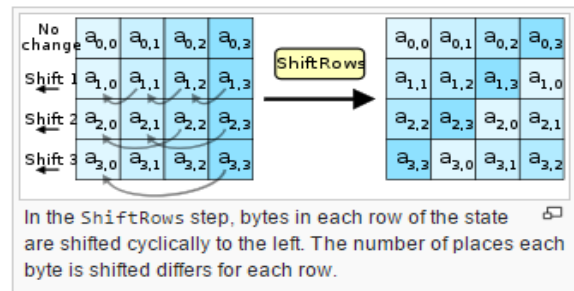 No change a0,0 a0,1 a0,2 a0,3 a0,0 a0,1 a0,2 a0,3
ShiftRows
Shift 1 a1,0 a1,1 a1,2 a1,3 a1,1 a1,2 a1,3 a1,0
Shift 2 a2,0 a2,1 a2,2 a2,3 a2,2 a2,3 a2,0 a2,1
Shift 3 a3,0 a3,1 a3,2 a3,3 a3,3 a3,0 a3,1 a3,2
In the ShiftRows step, bytes in each row of the state
are shifted cyclically to the left. The number of places each
byte is shifted differs for each row.